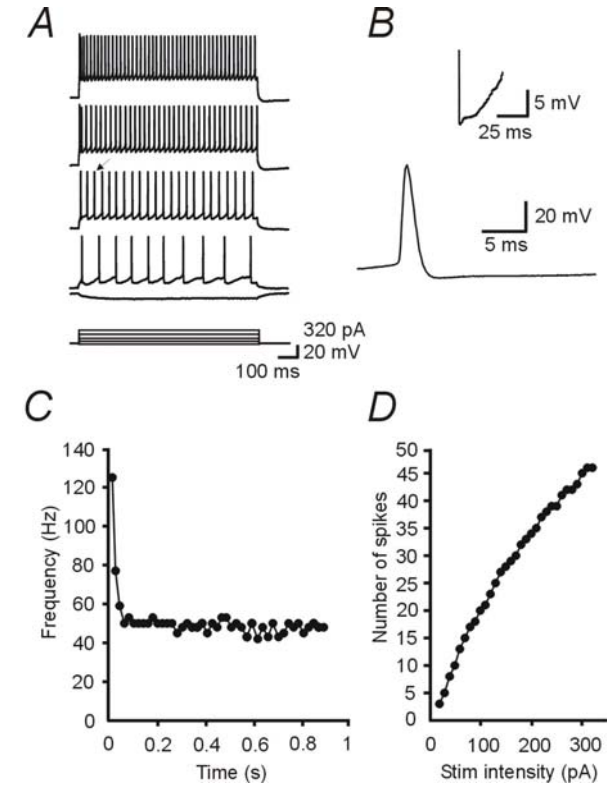 A
320 pA
20 mV
100 ms
B
5 mV
25 ms
20 mV
5 ms
C
Frequency (Hz)
140
120
100
80
60
40
20
0
0 0.2 0.4 0.6 0.8 1
Time (s)
D
Number of spikes
50
45
40
35
30
25
20
15
10
5
0
0 100 200 300
Stim intensity (pA)